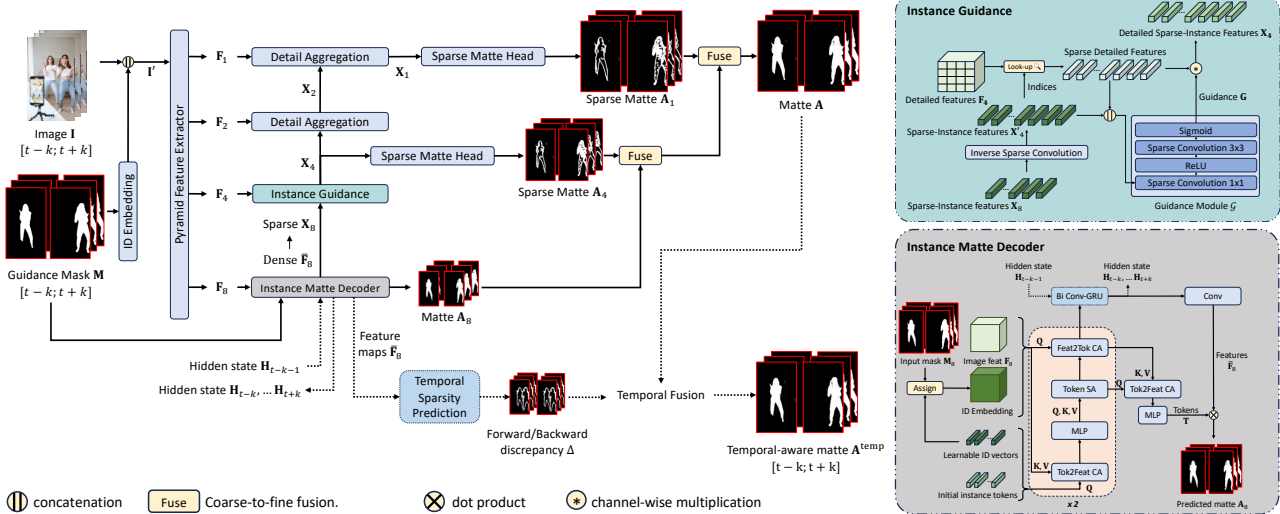 Image I
[t − k; t + k]
Guidance Mask M
[t − k; t + k]
ID Embedding
I′
Pyramid Feature Extractor
F1
F2
F4
F8
Detail Aggregation
X1
Sparse Matte Head
Sparse Matte A1
Fuse
Matte A
X2
Detail Aggregation
X4
Sparse Matte Head
Sparse Matte A4
Fuse
Instance Guidance
Sparse X8
Dense F̄8
Instance Matte Decoder
Matte A8
Hidden state Ht−k−1
Hidden state Ht−k, … Ht+k
Feature
maps F̄8
Temporal
Sparsity
Prediction
Forward/Backward
discrepancy Δ
Temporal Fusion
Temporal-aware matte Atemp
[t − k; t + k]
concatenation
Fuse
Coarse-to-fine fusion.
dot product
channel-wise multiplication
Instance Guidance
Detailed Sparse-Instance Features X4
Look-up
Sparse Detailed Features
Detailed features F4
Indices
Guidance G
Sparse-Instance features X′4
Inverse Sparse Convolution
Sparse-Instance features X8
Sigmoid
Sparse Convolution 3x3
ReLU
Sparse Convolution 1x1
Guidance Module 𝒢
Instance Matte Decoder
Hidden state
Ht−k−1
Hidden state
Ht−k, … Ht+k
Bi Conv-GRU
Conv
Input mask M8
Image feat F8
Q
Feat2Tok CA
K, V
Assign
ID Embedding
Token SA
Q
Tok2Feat CA
Q, K, V
MLP
MLP
Tokens
T
Features
F̄8
Learnable ID vectors
K, V
Tok2Feat CA
Initial instance tokens
Q
x 2
Predicted matte A8